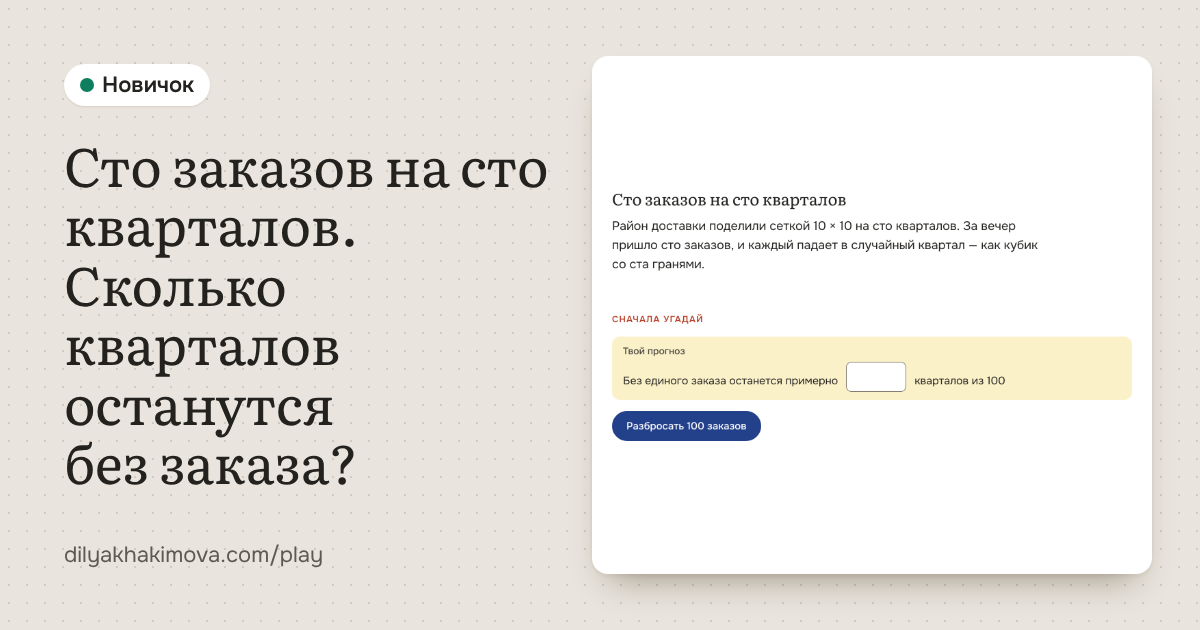 Новичок
Сто заказов на сто
кварталов.
Сколько
кварталов
останутся
без заказа?
dilyakhakimova.com/play
Сто заказов на сто кварталов
Район доставки поделили сеткой 10 × 10 на сто кварталов. За вечер
пришло сто заказов, и каждый падает в случайный квартал — как кубик
со ста гранями.
СНАЧАЛА УГАДАЙ
Твой прогноз
Без единого заказа останется примерно кварталов из 100
Разбросать 100 заказов